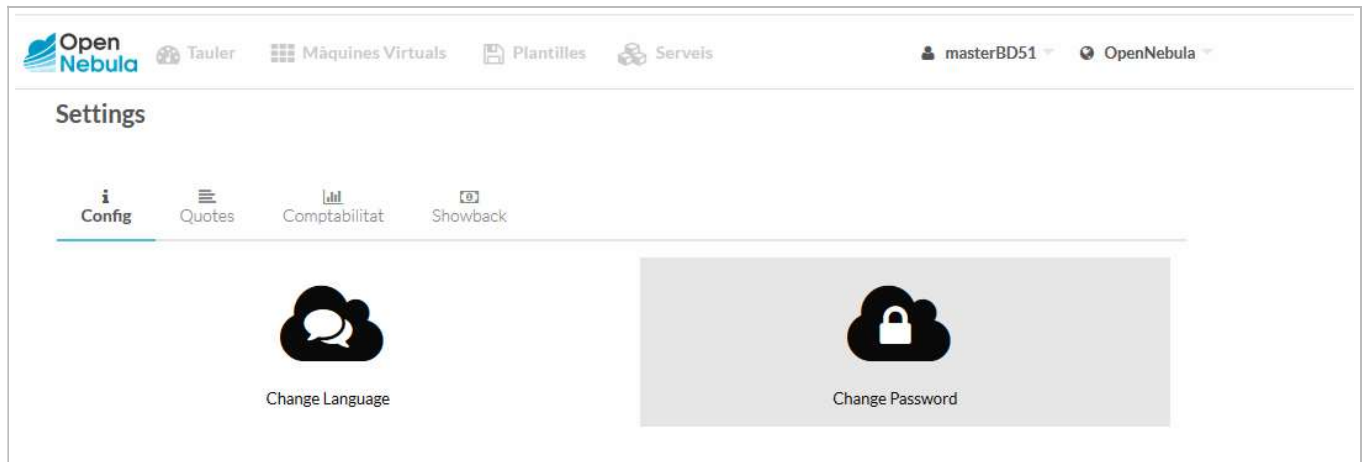 Open Nebula Tauler Màquines Virtuals Plantilles Serveis masterBD51 OpenNebula
Settings
Config Quotes Comptabilitat Showback
Change Language Change Password